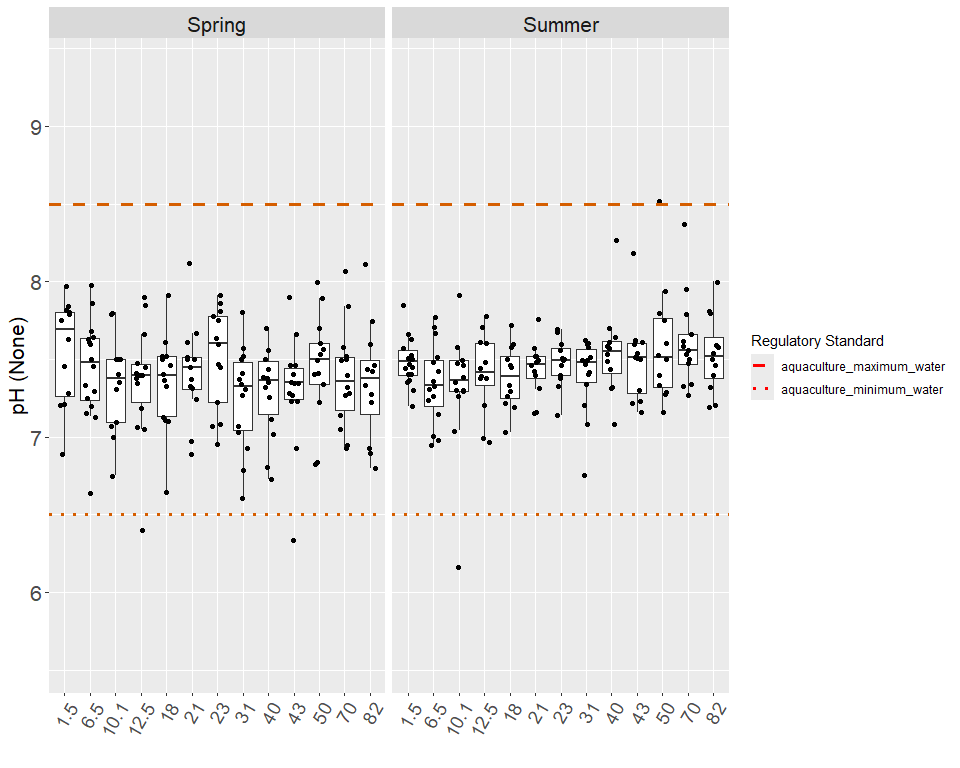 Spring Summer
pH (None)
9
8
7
6
1.5 6.5 10.1 12.5 18 21 23 31 40 43 50 70 82 1.5 6.5 10.1 12.5 18 21 23 31 40 43 50 70 82
Regulatory Standard
aquaculture_maximum_water
aquaculture_minimum_water